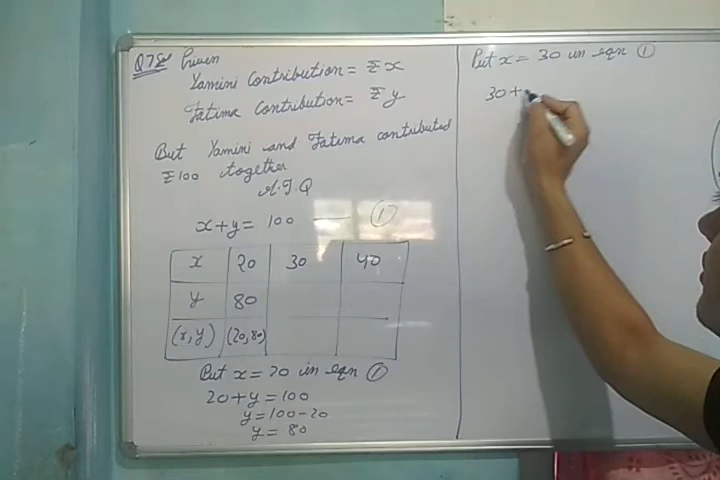 Q7 Given
Yamini Contribution = ₹ x
Fatima Contribution = ₹ y
But Yamini and Fatima contributed
₹100 together
A.T.Q
x+y = 100 — ①
x 20 30 40
y 80
(x, y) (20,80)
Put x = 20 in eqn ①
20 + y = 100
y = 100 - 20
y = 80
Put x = 30 in eqn ①
30 +